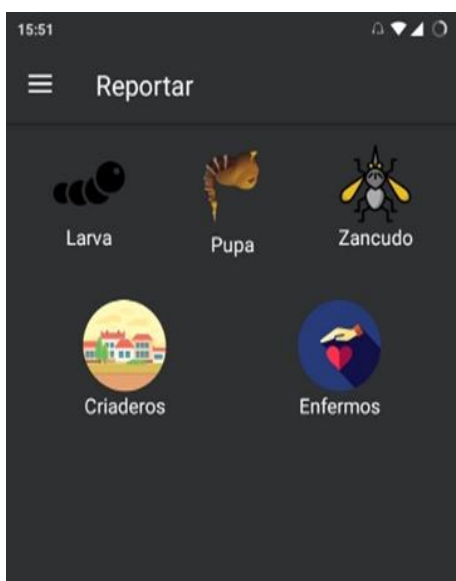 15:51
Reportar
Larva
Pupa
Zancudo
Criaderos
Enfermos